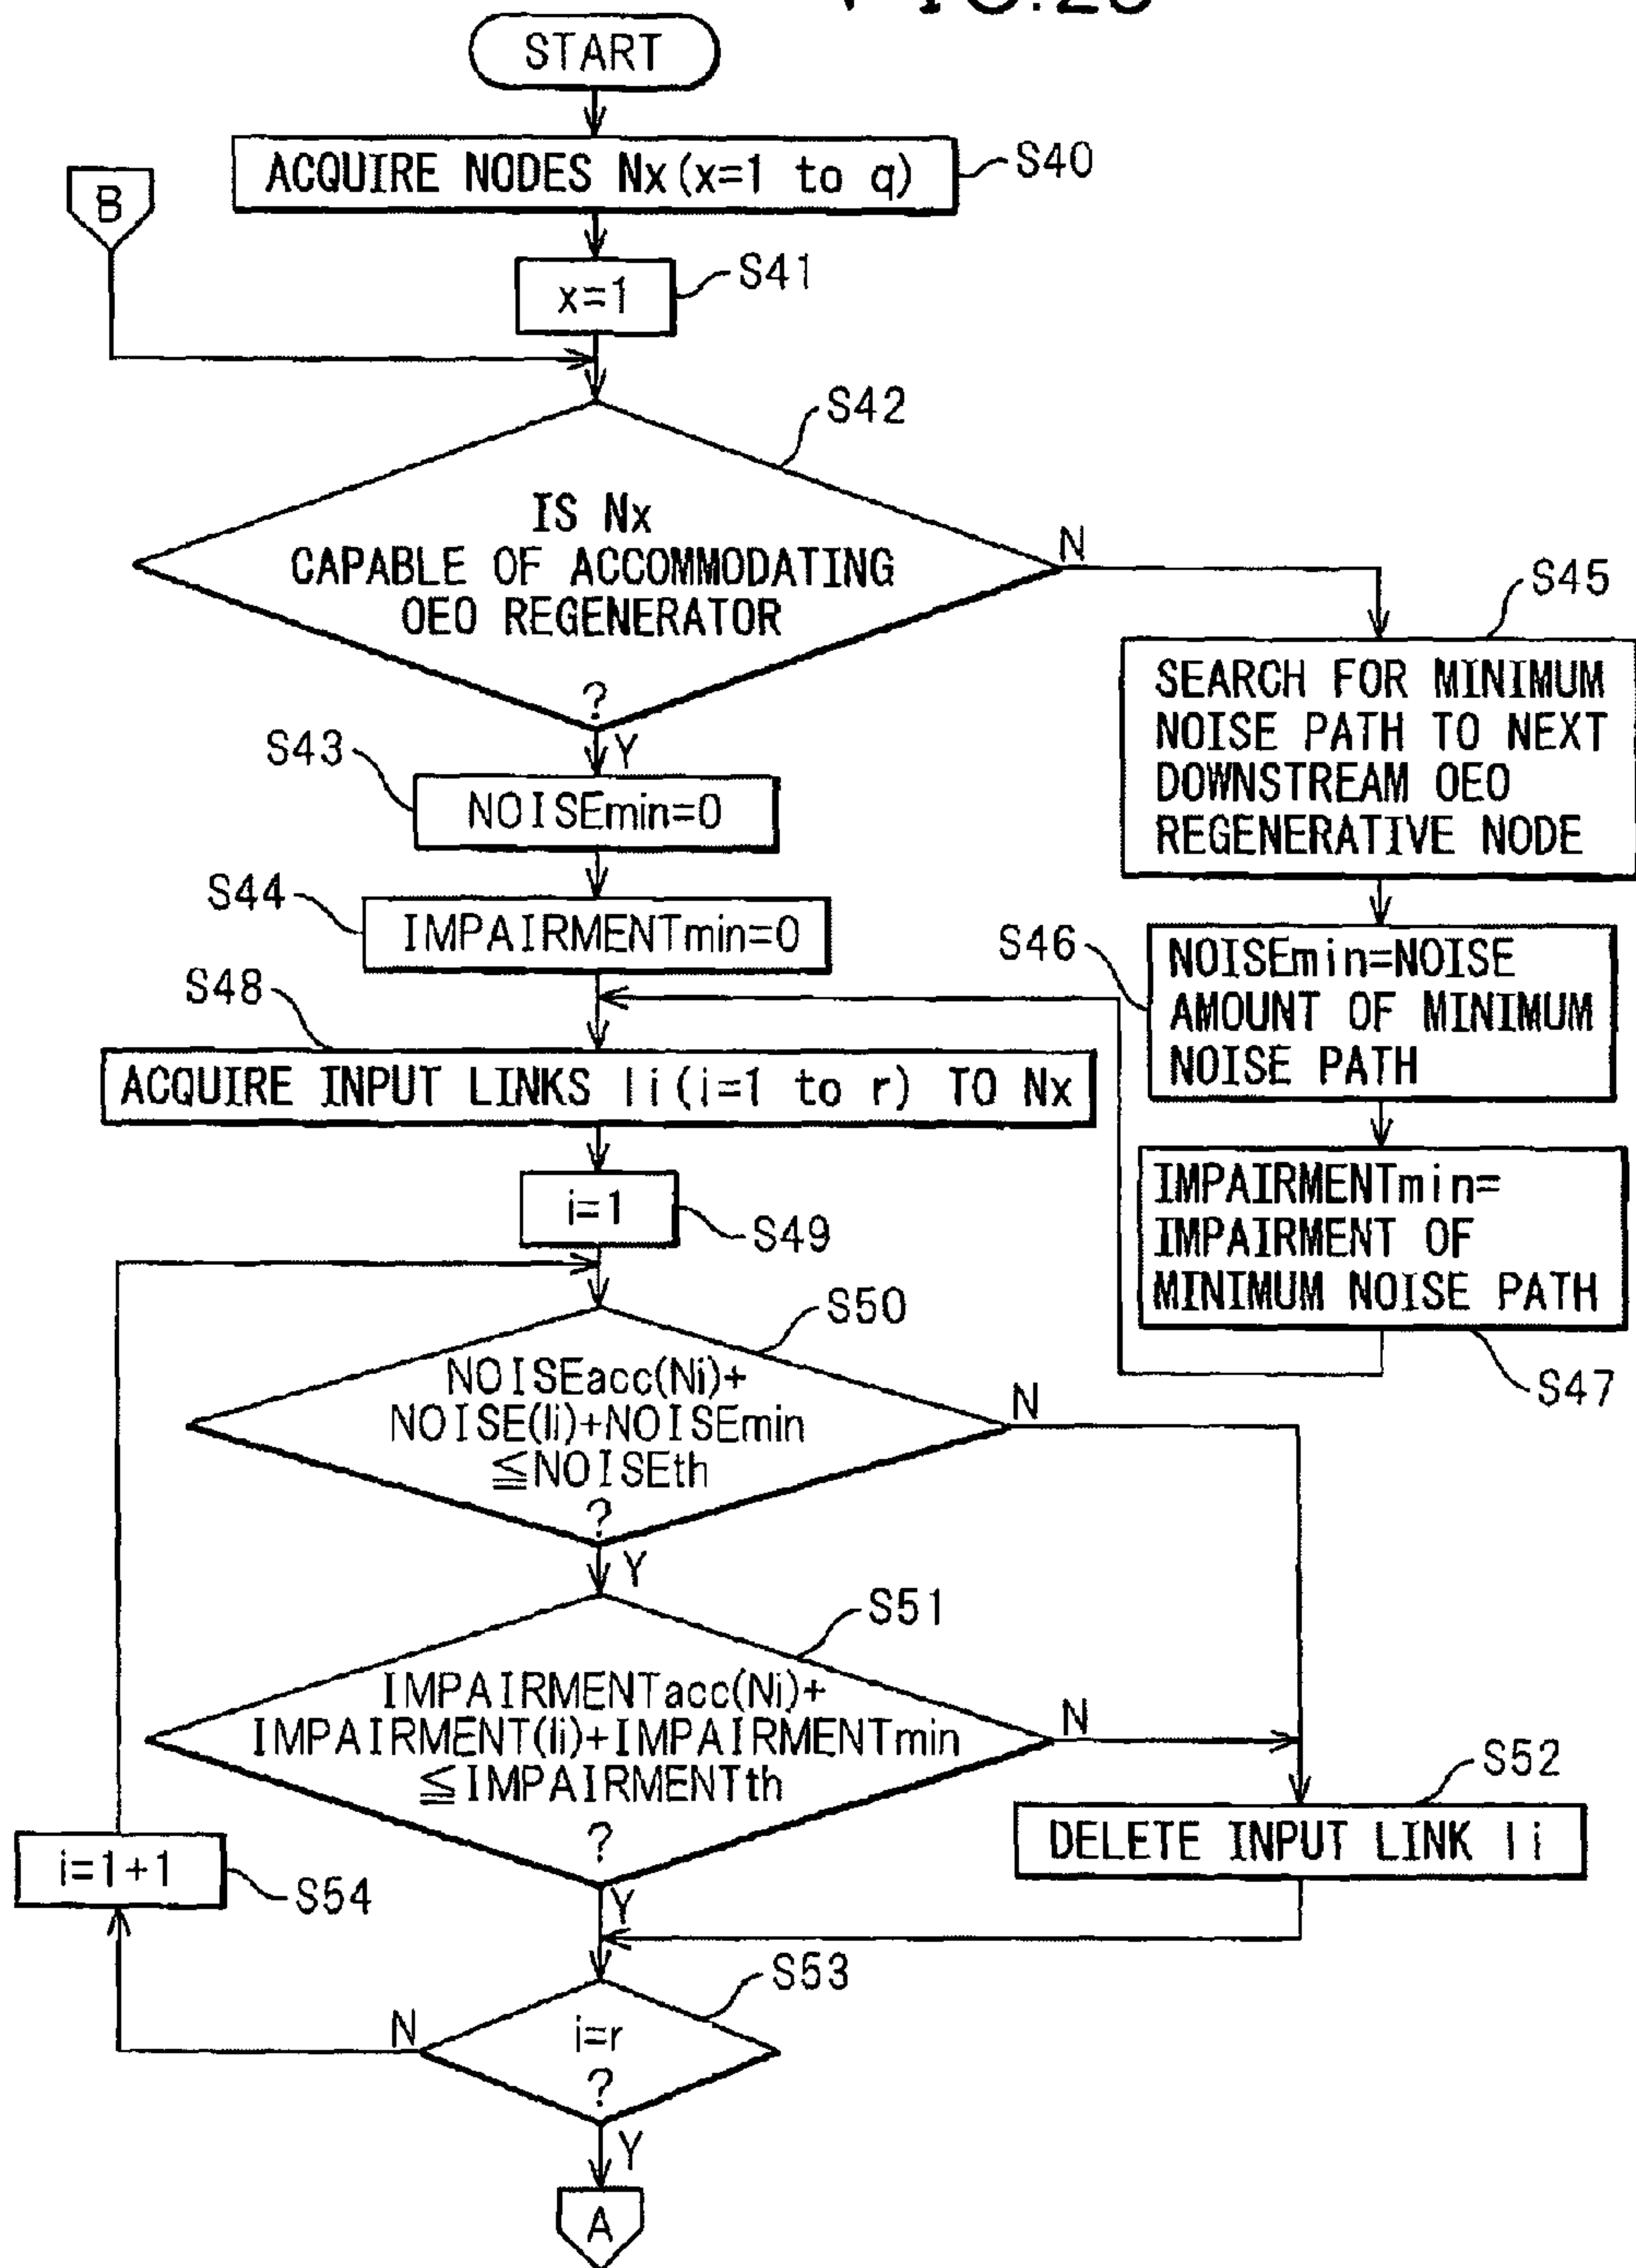 START
ACQUIRE NODES Nx(x=1 to q)
S40
B
x=1
S41
S42
IS Nx
CAPABLE OF ACCOMMODATING
OEO REGENERATOR
?
N
Y
S43
NOISEmin=0
S44
IMPAIRMENTmin=0
S45
SEARCH FOR MINIMUM
NOISE PATH TO NEXT
DOWNSTREAM OEO
REGENERATIVE NODE
S46
NOISEmin=NOISE
AMOUNT OF MINIMUM
NOISE PATH
IMPAIRMENTmin=
IMPAIRMENT OF
MINIMUM NOISE PATH
S47
S48
ACQUIRE INPUT LINKS li(i=1 to r) TO Nx
i=1
S49
S50
NOISEacc(Ni)+
NOISE(li)+NOISEmin
≦NOISEth
?
N
Y
S51
IMPAIRMENTacc(Ni)+
IMPAIRMENT(li)+IMPAIRMENTmin
≦IMPAIRMENTth
?
N
Y
S52
DELETE INPUT LINK li
i=1+1
S54
S53
i=r
?
N
Y
A